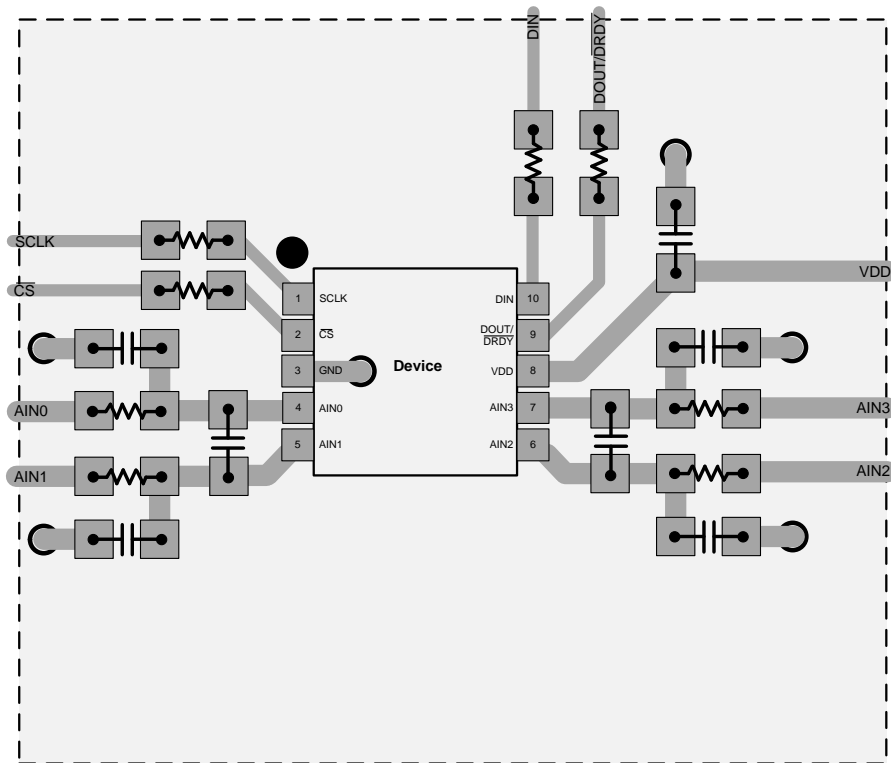 DIN
DOUT/DRDY
SCLK
CS
VDD
1 SCLK
DIN 10
2 CS
DOUT/
DRDY 9
3 GND
Device
VDD 8
AIN0
4 AIN0
AIN3 7
AIN3
AIN1
5 AIN1
AIN2 6
AIN2